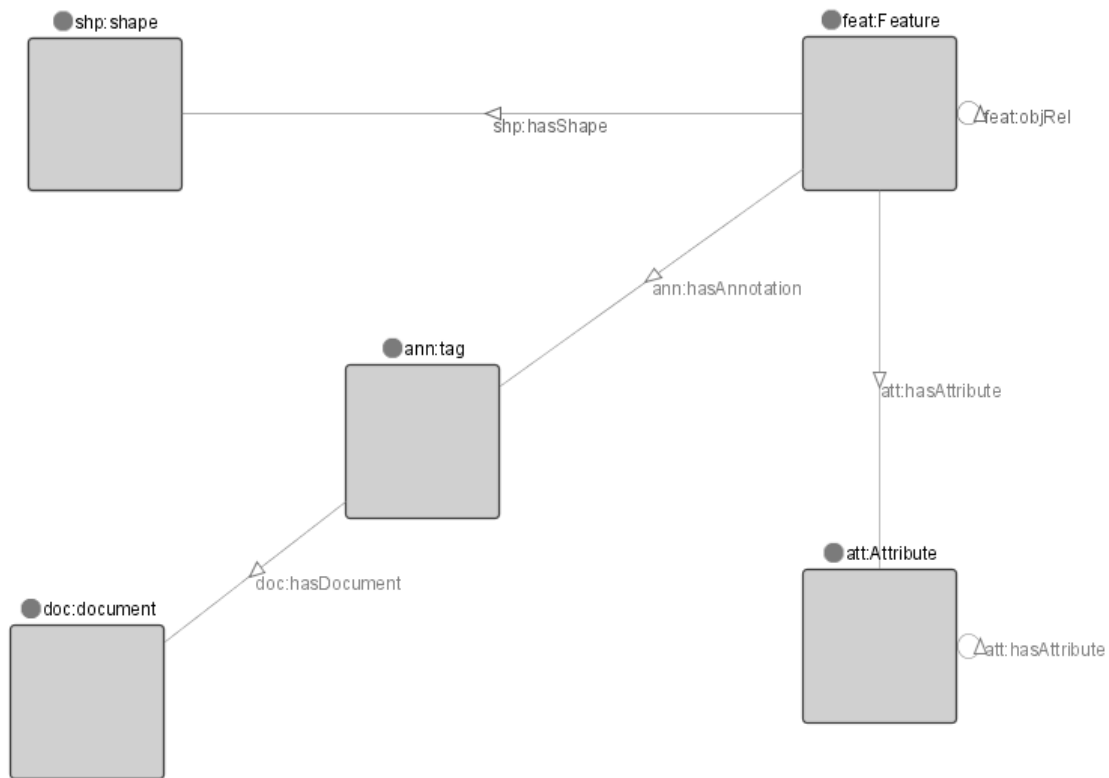 shp:shape
feat:Feature
shp:hasShape
feat:objRel
ann:hasAnnotation
ann:tag
att:hasAttribute
doc:hasDocument
att:Attribute
doc:document
att:hasAttribute